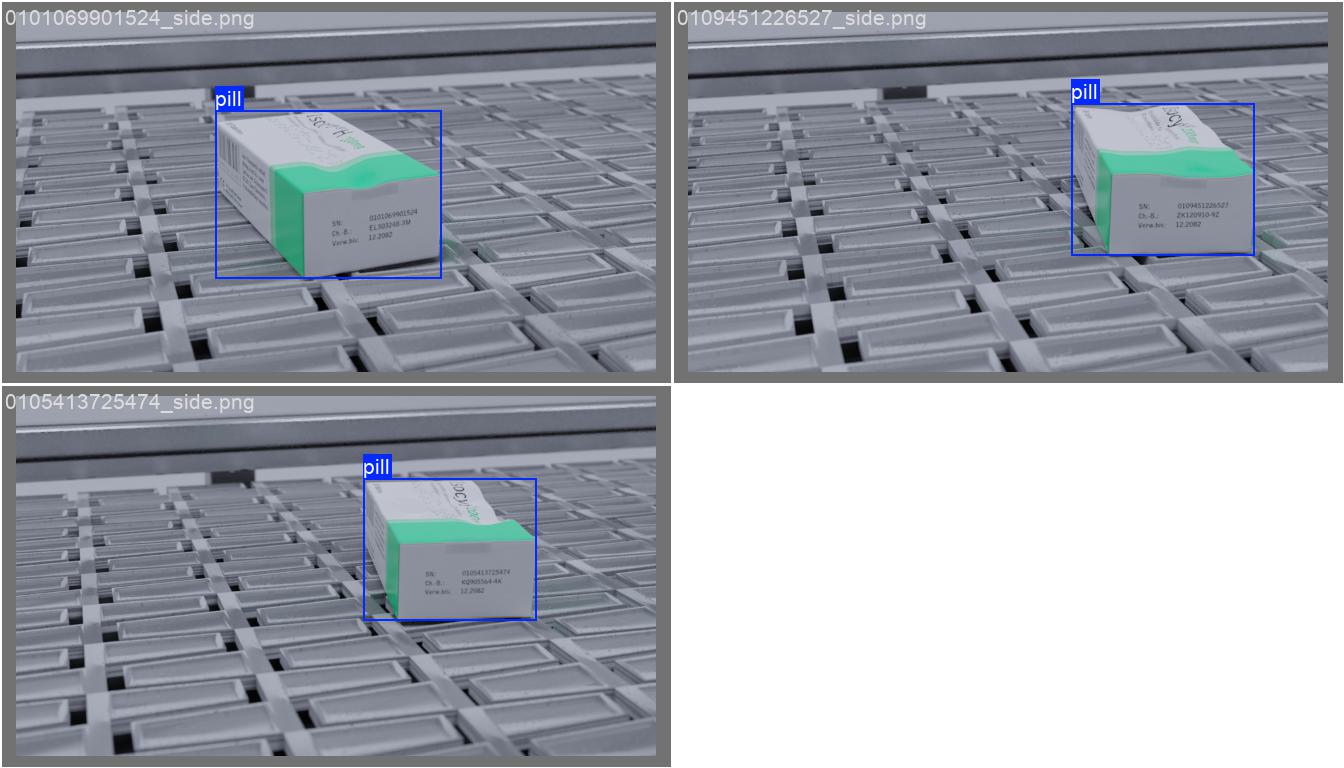 0101069901524_side.png
pill
SN: 0101069901524
Ch.-B.: EL303248-3M
Verw.bis: 12.2082
0109451226527_side.png
pill
SN: 0109451226527
Ch.-B.: ZK120910-9Z
Verw.bis: 12.2082
0105413725474_side.png
pill
SN: 0105413725474
Ch.-B.: KQ905564-4K
Verw.bis: 12.2082